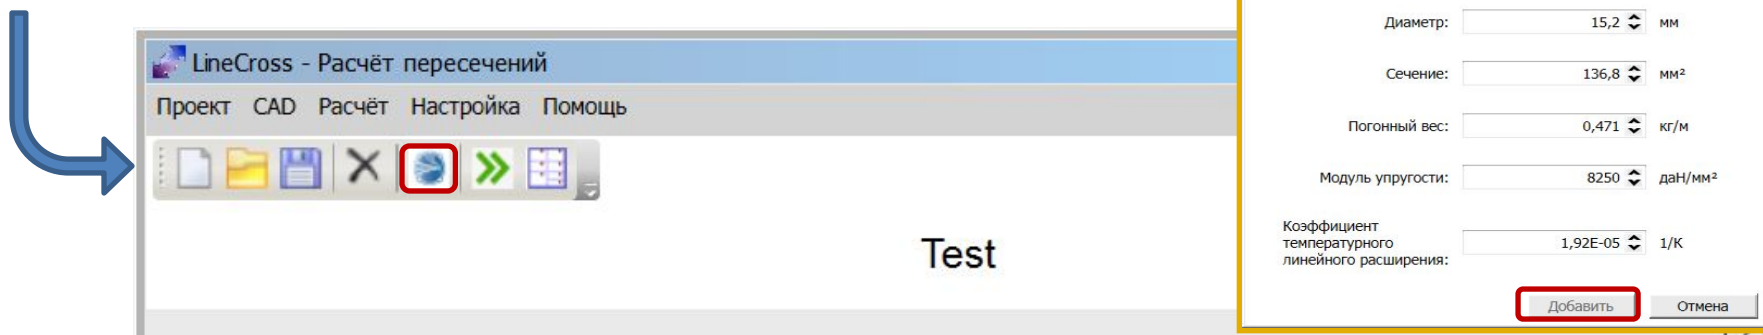 LineCross - Расчёт пересечений
Проект CAD Расчёт Настройка Помощь
Test
Диаметр: 15,2 мм
Сечение: 136,8 мм²
Погонный вес: 0,471 кг/м
Модуль упругости: 8250 даН/мм²
Коэффициент
температурного
линейного расширения: 1,92E-05 1/К
Добавить Отмена